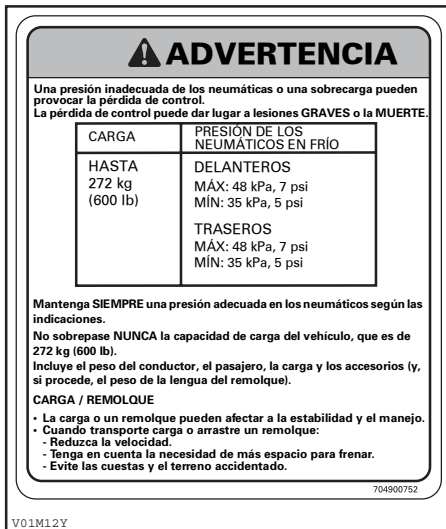 ADVERTENCIA
Una presión inadecuada de los neumáticas o una sobrecarga pueden
provocar la pérdida de control.
La pérdida de control puede dar lugar a lesiones GRAVES o la MUERTE.
CARGA
PRESIÓN DE LOS
NEUMÁTICOS EN FRÍO
HASTA
272 kg
(600 lb)
DELANTEROS
MÁX: 48 kPa, 7 psi
MÍN: 35 kPa, 5 psi
TRASEROS
MÁX: 48 kPa, 7 psi
MÍN: 35 kPa, 5 psi
Mantenga SIEMPRE una presión adecuada en los neumáticos según las
indicaciones.
No sobrepase NUNCA la capacidad de carga del vehículo, que es de
272 kg (600 lb).
Incluye el peso del conductor, el pasajero, la carga y los accesorios (y,
si procede, el peso de la lengua del remolque).
CARGA / REMOLQUE
• La carga o un remolque pueden afectar a la estabilidad y el manejo.
• Cuando transporte carga o arrastre un remolque:
- Reduzca la velocidad.
- Tenga en cuenta la necesidad de más espacio para frenar.
- Evite las cuestas y el terreno accidentado.
704900752
V01M12Y